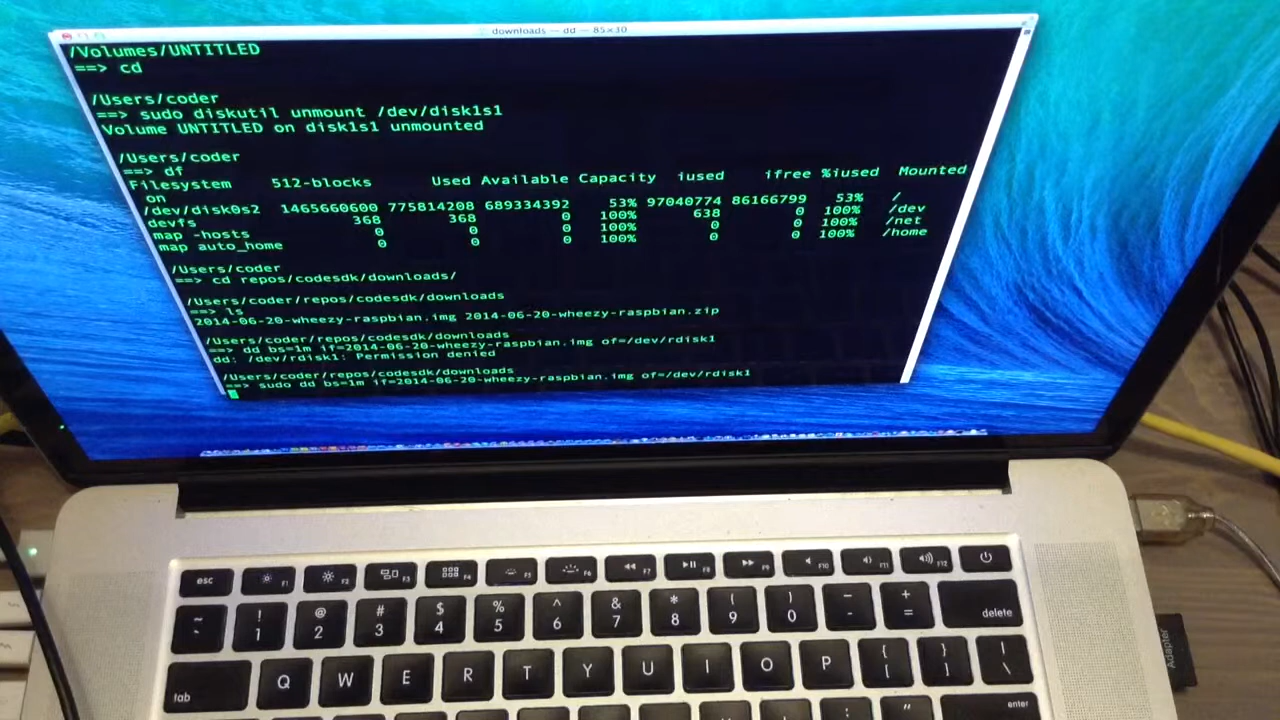 downloads — dd — 85×30
/Volumes/UNTITLED
==> cd
/Users/coder
==> sudo diskutil unmount /dev/disk1s1
Volume UNTITLED on disk1s1 unmounted
/Users/coder
==> df
Filesystem 512-blocks Used Available Capacity iused ifree %iused Mounted
on
/dev/disk0s2 1465660600 775814208 689334392 53% 97040774 86166799 53% /
devfs 368 368 0 100% 638 0 100% /dev
map -hosts 0 0 0 100% 0 0 100% /net
map auto_home 0 0 0 100% 0 0 100% /home
/Users/coder
==> cd repos/codesdk/downloads/
/Users/coder/repos/codesdk/downloads
==> ls
2014-06-20-wheezy-raspbian.img 2014-06-20-wheezy-raspbian.zip
/Users/coder/repos/codesdk/downloads
==> dd bs=1m if=2014-06-20-wheezy-raspbian.img of=/dev/rdisk1
dd: /dev/rdisk1: Permission denied
/Users/coder/repos/codesdk/downloads
==> sudo dd bs=1m if=2014-06-20-wheezy-raspbian.img of=/dev/rdisk1
esc F1 F2 F3 F4 F5 F6 F7 F8 F9 F10 F11 F12
~ ! @ # $ % ^ & * ( ) - +
` 1 2 3 4 5 6 7 8 9 0 - = delete
tab Q W E R T Y U I O P { [ } ] | \
: " enter
Adapter